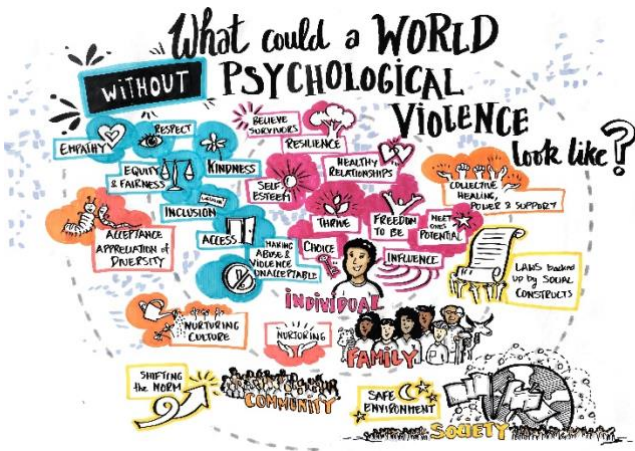 What could a WORLD
WITHOUT PSYCHOLOGICAL
VIOLENCE
look like?
EMPATHY
RESPECT
EQUITY
& FAIRNESS
KINDNESS
INCLUSION
ACCESS
MAKING
ABUSE &
VIOLENCE
UNACCEPTABLE
BELIEVE
SURVIVORS
RESILIENCE
HEALTHY
RELATIONSHIPS
SELF
ESTEEM
THRIVE
FREEDOM
TO BE
MEET
ONES
POTENTIAL
CHOICE
INFLUENCE
INDIVIDUAL
COLLECTIVE
HEALING,
POWER & SUPPORT
ACCEPTANCE
APPRECIATION of
DIVERSITY
LAWS backed
up by SOCIAL
CONSTRUCTS
NURTURING
CULTURE
NURTURING
FAMILY
SHIFTING
the NORM
COMMUNITY
SAFE
ENVIRONMENT
SOCIETY